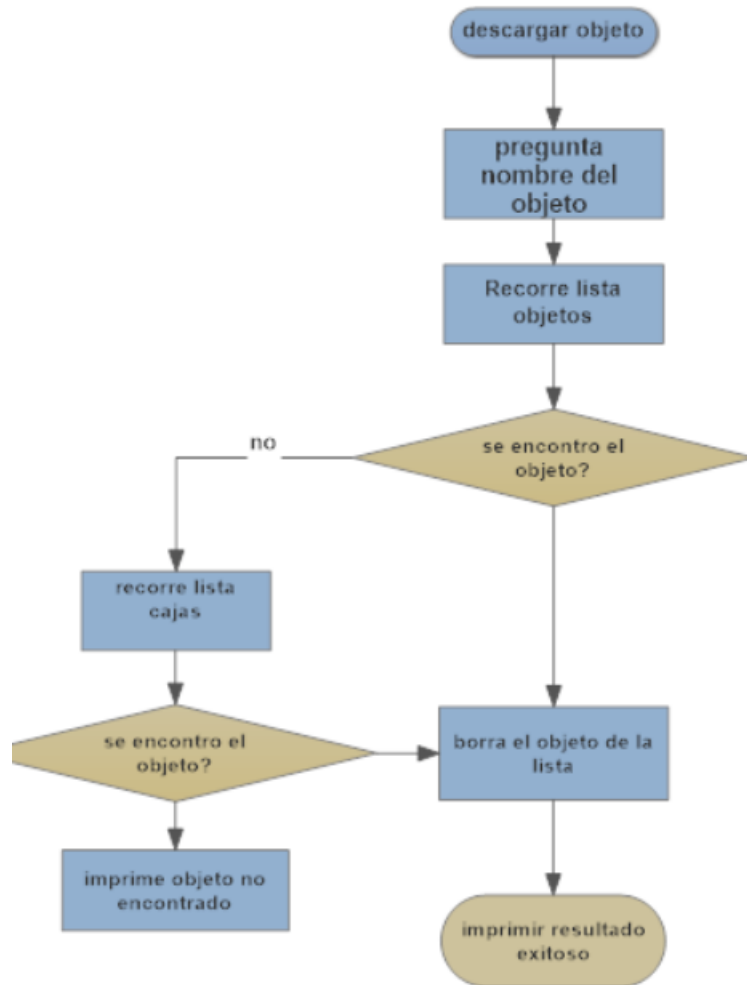 descargar objeto
pregunta
nombre del
objeto
Recorre lista
objetos
se encontro el
objeto?
no
recorre lista
cajas
se encontro el
objeto?
borra el objeto de la
lista
imprime objeto no
encontrado
imprimir resultado
exitoso